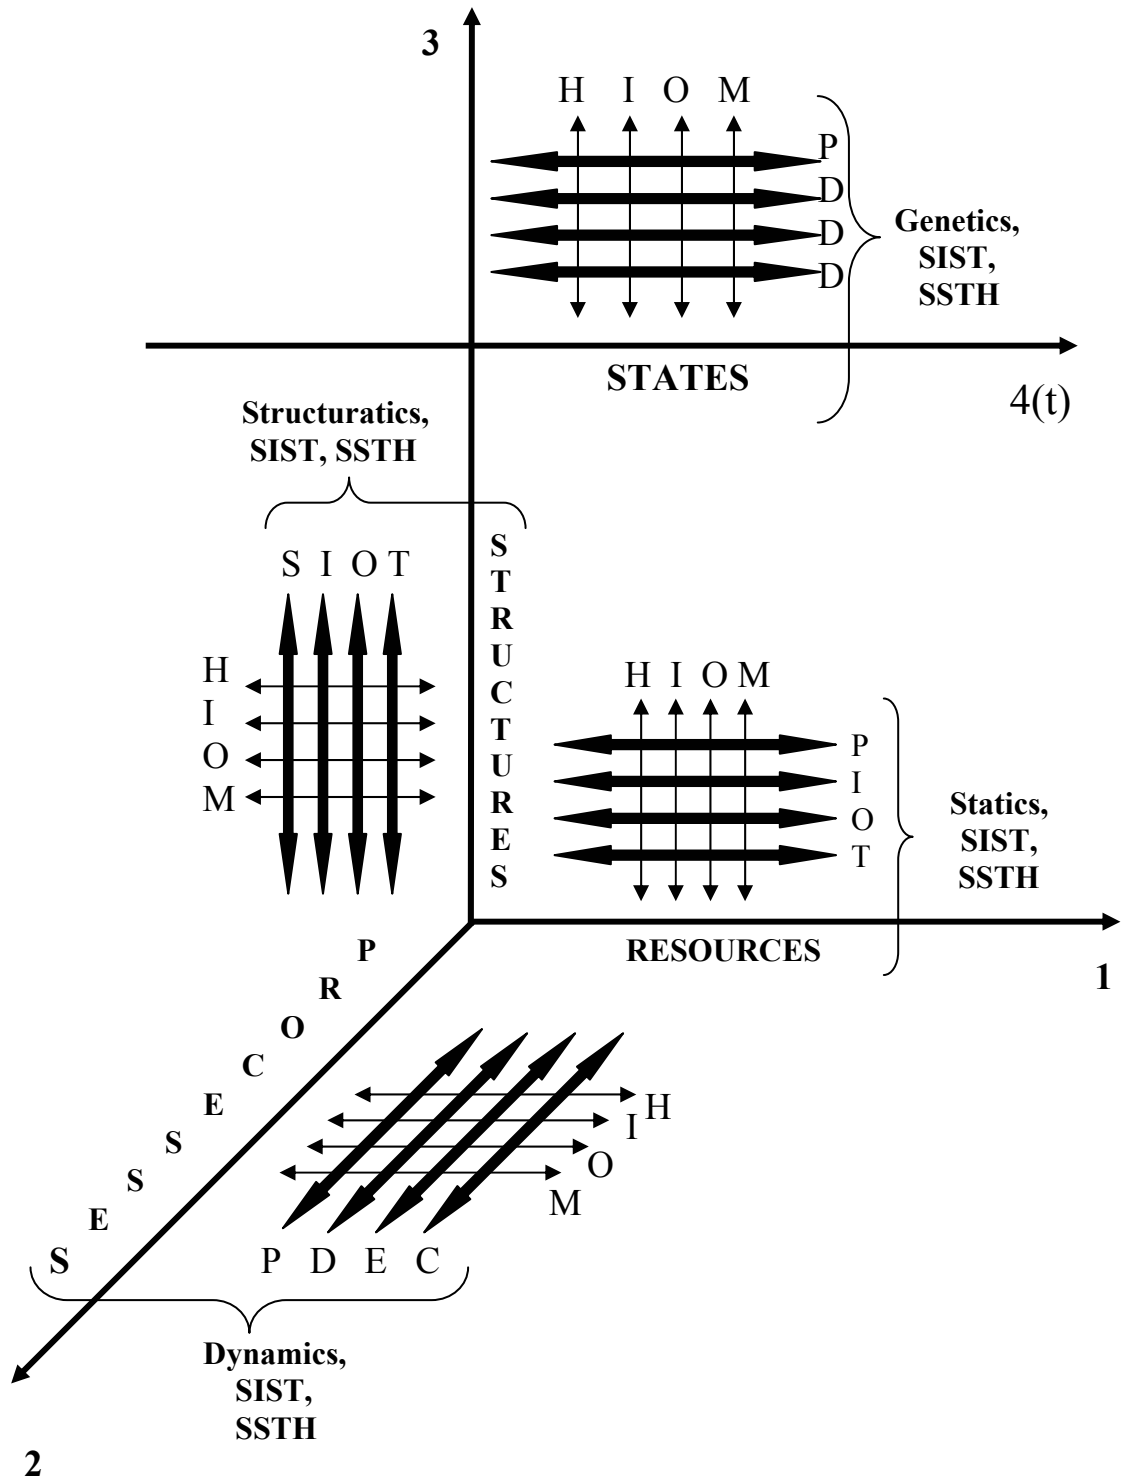 3
H I O M
P
D
D
D
Genetics,
SIST,
SSTH
STATES
4(t)
Structuratics,
SIST, SSTH
S I O T
STRUCTURES
H
I
O
M
H I O M
P
I
O
T
Statics,
SIST,
SSTH
RESOURCES
1
PROCESSES
H
I
O
M
P D E C
Dynamics,
SIST,
SSTH
2